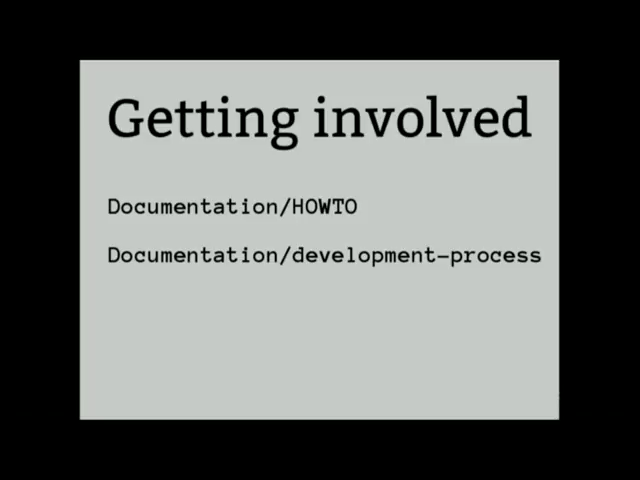 Getting involved
Documentation/HOWTO
Documentation/development-process